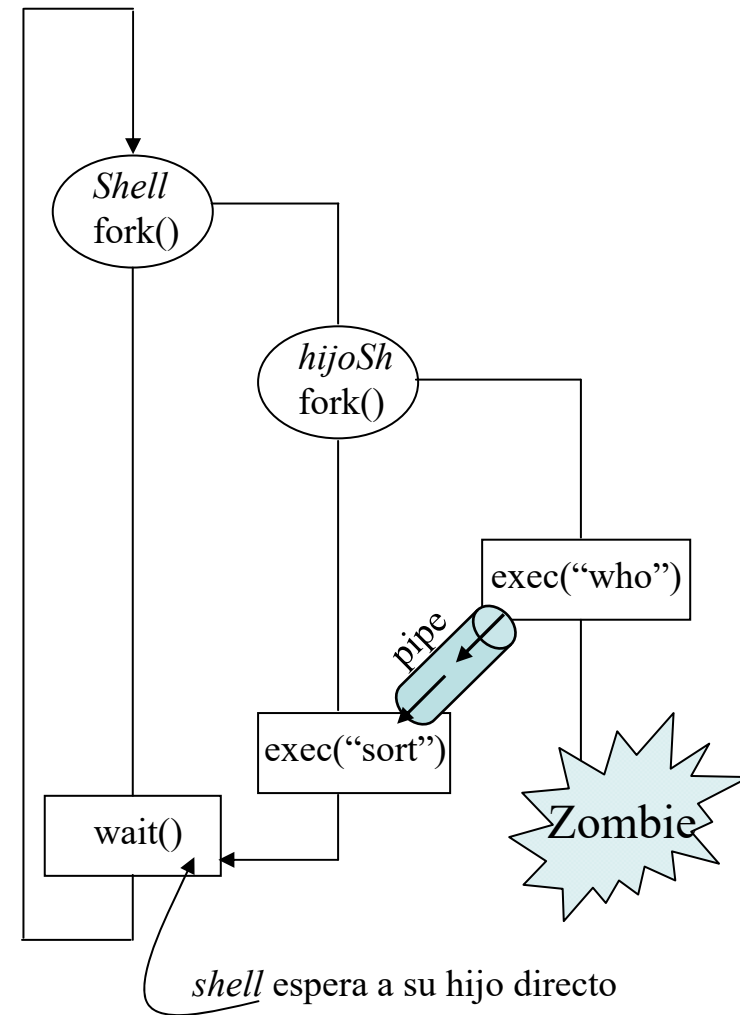 Shell
fork()
hijoSh
fork()
exec(“who”)
pipe
exec(“sort”)
Zombie
wait()
shell espera a su hijo directo